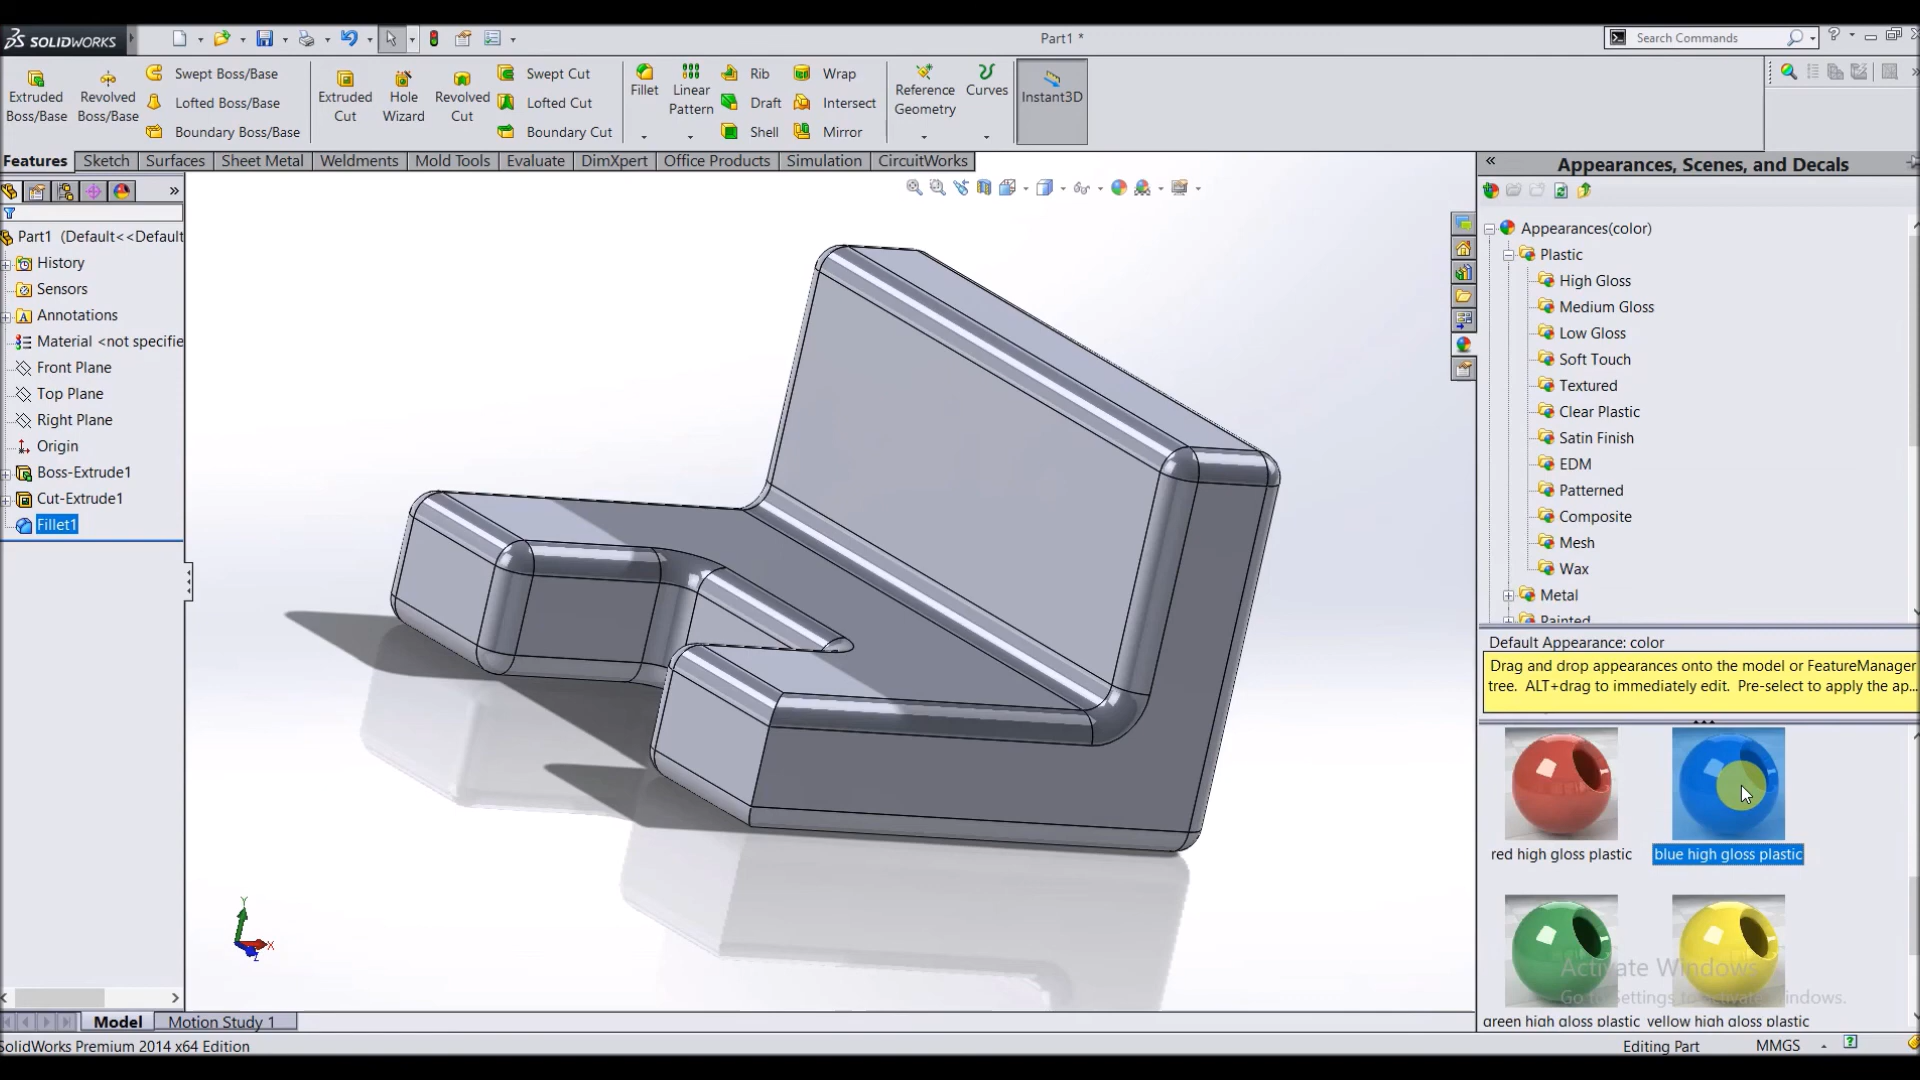 SOLIDWORKS
Part1 *
Search Commands
Extruded Boss/Base
Revolved Boss/Base
Swept Boss/Base
Lofted Boss/Base
Boundary Boss/Base
Extruded Cut
Hole Wizard
Revolved Cut
Swept Cut
Lofted Cut
Boundary Cut
Fillet
Linear Pattern
Rib
Draft
Shell
Wrap
Intersect
Mirror
Reference Geometry
Curves
Instant3D
Features
Sketch
Surfaces
Sheet Metal
Weldments
Mold Tools
Evaluate
DimXpert
Office Products
Simulation
CircuitWorks
Part1 (Default<<Default
History
Sensors
Annotations
Material <not specifie
Front Plane
Top Plane
Right Plane
Origin
Boss-Extrude1
Cut-Extrude1
Fillet1
Y
X
Z
Appearances, Scenes, and Decals
Appearances(color)
Plastic
High Gloss
Medium Gloss
Low Gloss
Soft Touch
Textured
Clear Plastic
Satin Finish
EDM
Patterned
Composite
Mesh
Wax
Metal
Painted
Default Appearance: color
Drag and drop appearances onto the model or FeatureManager
tree. ALT+drag to immediately edit. Pre-select to apply the ap...
red high gloss plastic
blue high gloss plastic
Activate Windows
Go to Settings to activate Windows.
green high gloss plastic
yellow high gloss plastic
Model
Motion Study 1
SolidWorks Premium 2014 x64 Edition
Editing Part
MMGS